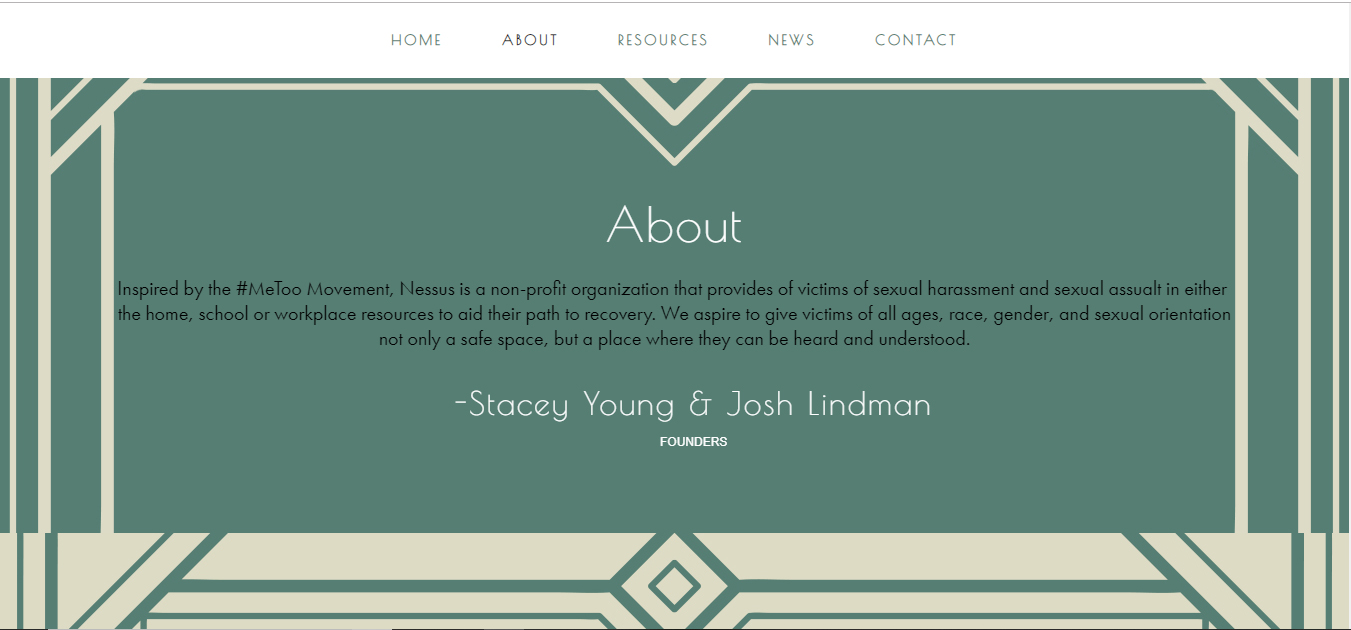 HOME ABOUT RESOURCES NEWS CONTACT
About
Inspired by the #MeToo Movement, Nessus is a non-profit organization that provides of victims of sexual harassment and sexual assualt in either
the home, school or workplace resources to aid their path to recovery. We aspire to give victims of all ages, race, gender, and sexual orientation
not only a safe space, but a place where they can be heard and understood.
-Stacey Young & Josh Lindman
FOUNDERS